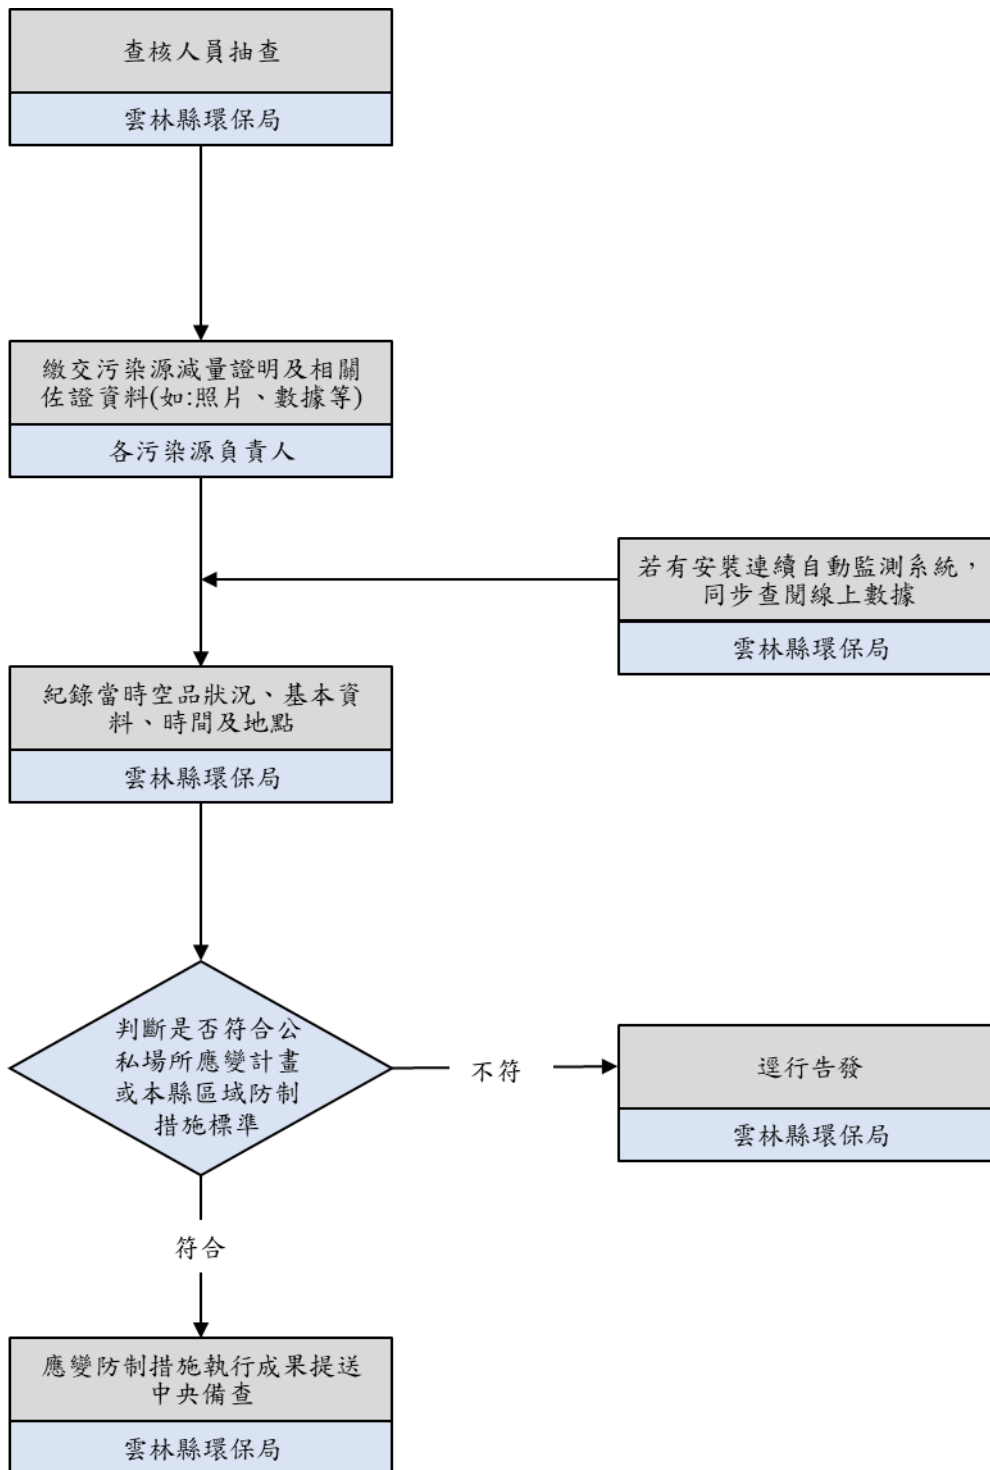 查核人員抽查
雲林縣環保局
繳交污染源減量證明及相關
佐證資料(如:照片、數據等)
各污染源負責人
若有安裝連續自動監測系統，
同步查閱線上數據
雲林縣環保局
紀錄當時空品狀況、基本資
料、時間及地點
雲林縣環保局
判斷是否符合公
私場所應變計畫
或本縣區域防制
措施標準
不符
逕行告發
雲林縣環保局
符合
應變防制措施執行成果提送
中央備查
雲林縣環保局